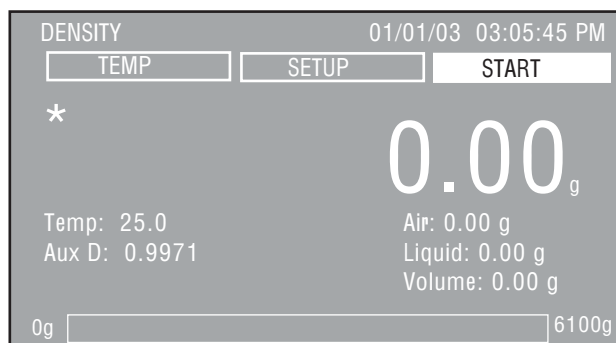 DENSITY 01/01/03 03:05:45 PM
TEMP SETUP START
*
0.00 g
Temp: 25.0 Air: 0.00 g
Aux D: 0.9971 Liquid: 0.00 g
Volume: 0.00 g
0g 6100g